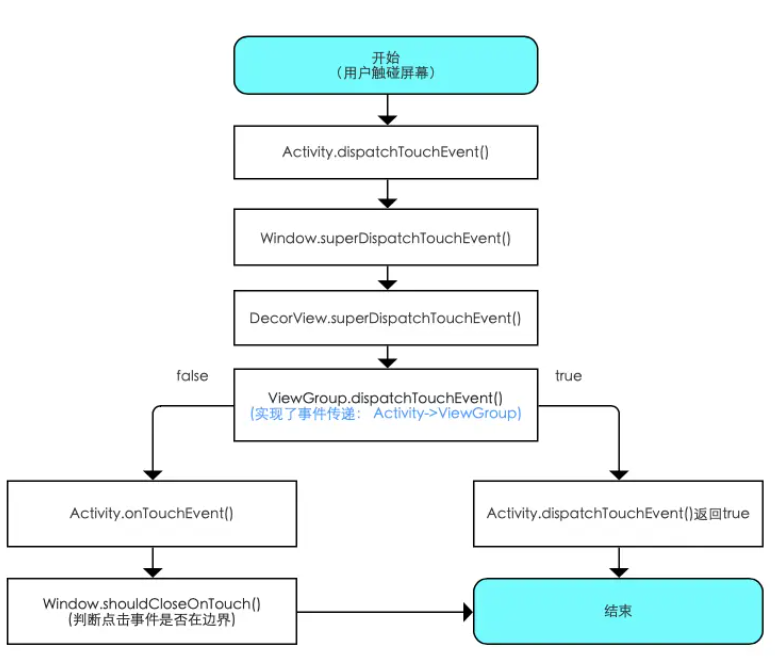 开始
（用户触碰屏幕）
Activity.dispatchTouchEvent()
Window.superDispatchTouchEvent()
DecorView.superDispatchTouchEvent()
false
true
ViewGroup.dispatchTouchEvent()
(实现了事件传递： Activity->ViewGroup)
Activity.onTouchEvent()
Activity.dispatchTouchEvent()返回true
Window.shouldCloseOnTouch()
(判断点击事件是否在边界)
结束